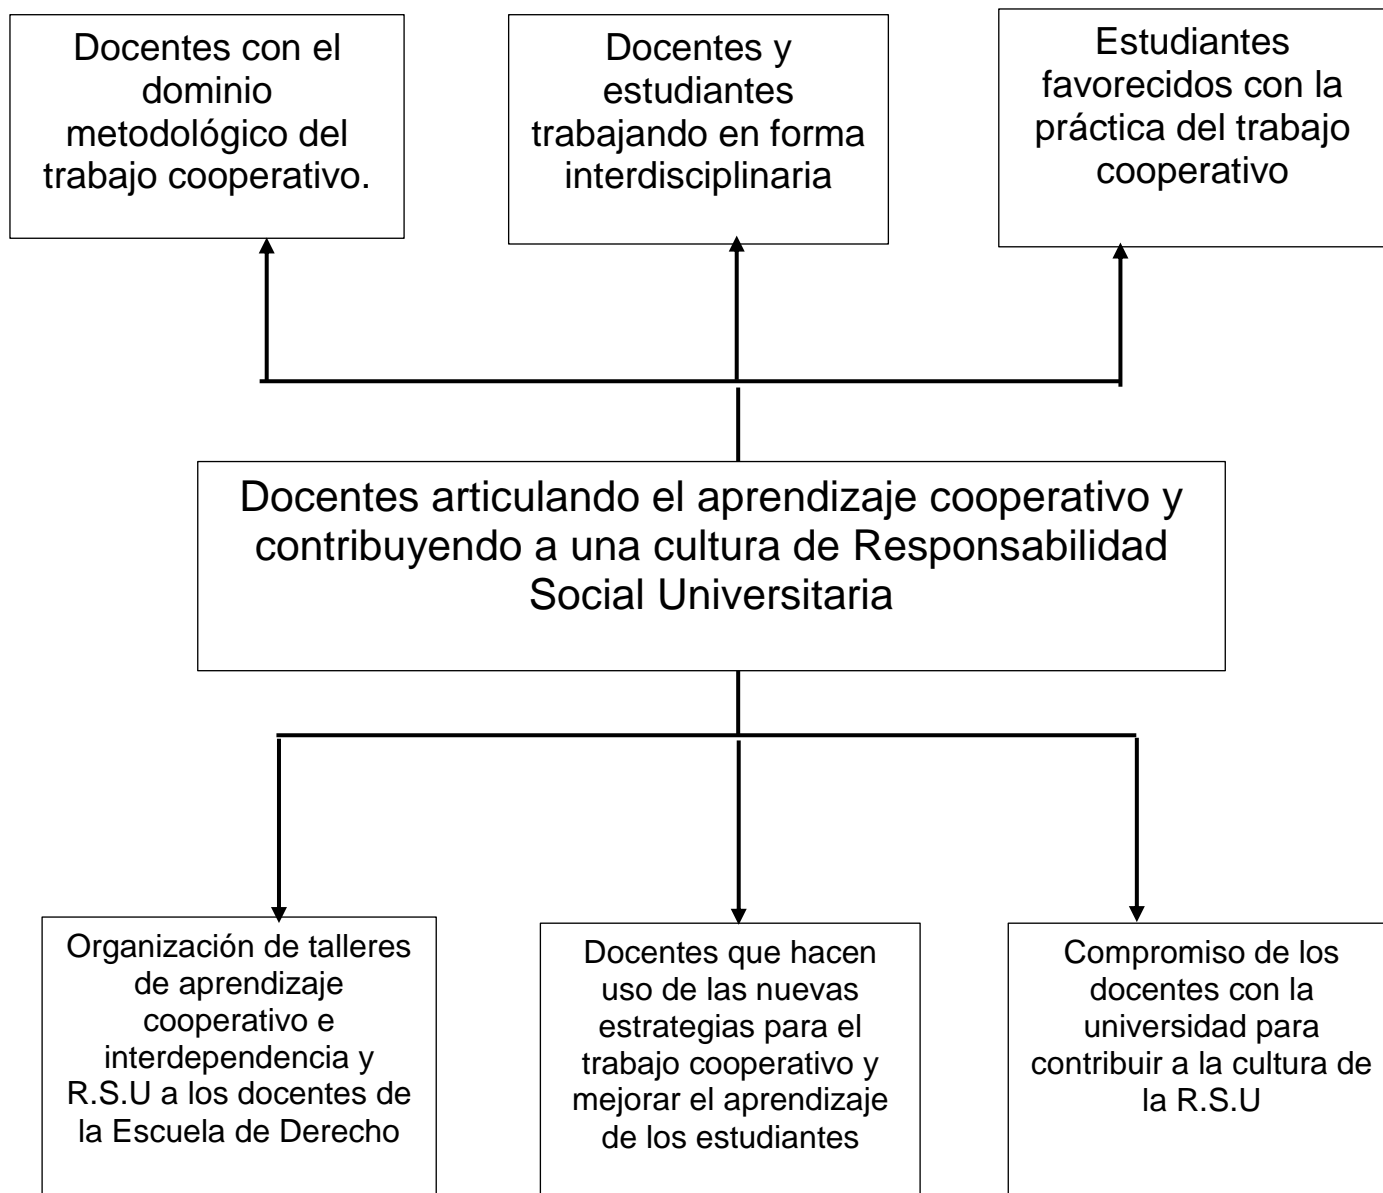 Docentes con el
dominio
metodológico del
trabajo cooperativo.
Docentes y
estudiantes
trabajando en forma
interdisciplinaria
Estudiantes
favorecidos con la
práctica del trabajo
cooperativo
Docentes articulando el aprendizaje cooperativo y
contribuyendo a una cultura de Responsabilidad
Social Universitaria
Organización de talleres
de aprendizaje
cooperativo e
interdependencia y
R.S.U a los docentes de
la Escuela de Derecho
Docentes que hacen
uso de las nuevas
estrategias para el
trabajo cooperativo y
mejorar el aprendizaje
de los estudiantes
Compromiso de los
docentes con la
universidad para
contribuir a la cultura de
la R.S.U